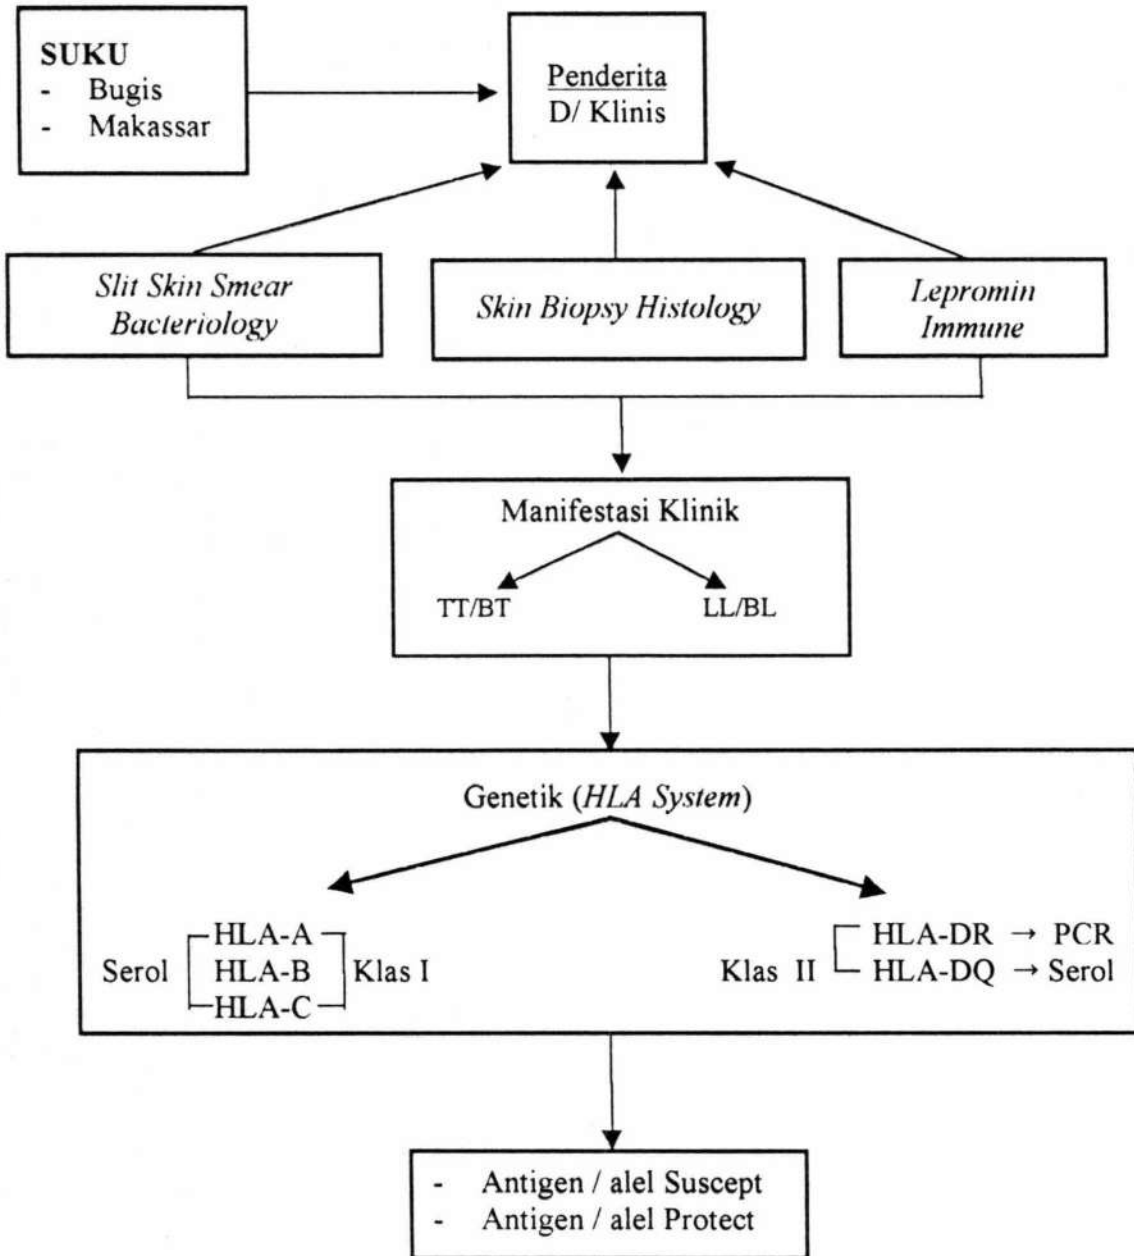 SUKU
- Bugis
- Makassar
Penderita
D/ Klinis
Slit Skin Smear
Bacteriology
Skin Biopsy Histology
Lepromin
Immune
Manifestasi Klinik
TT/BT
LL/BL
Genetik (HLA System)
Serol
HLA-A
HLA-B
HLA-C
Klas I
Klas II
HLA-DR → PCR
HLA-DQ → Serol
- Antigen / alel Suscept
- Antigen / alel Protect